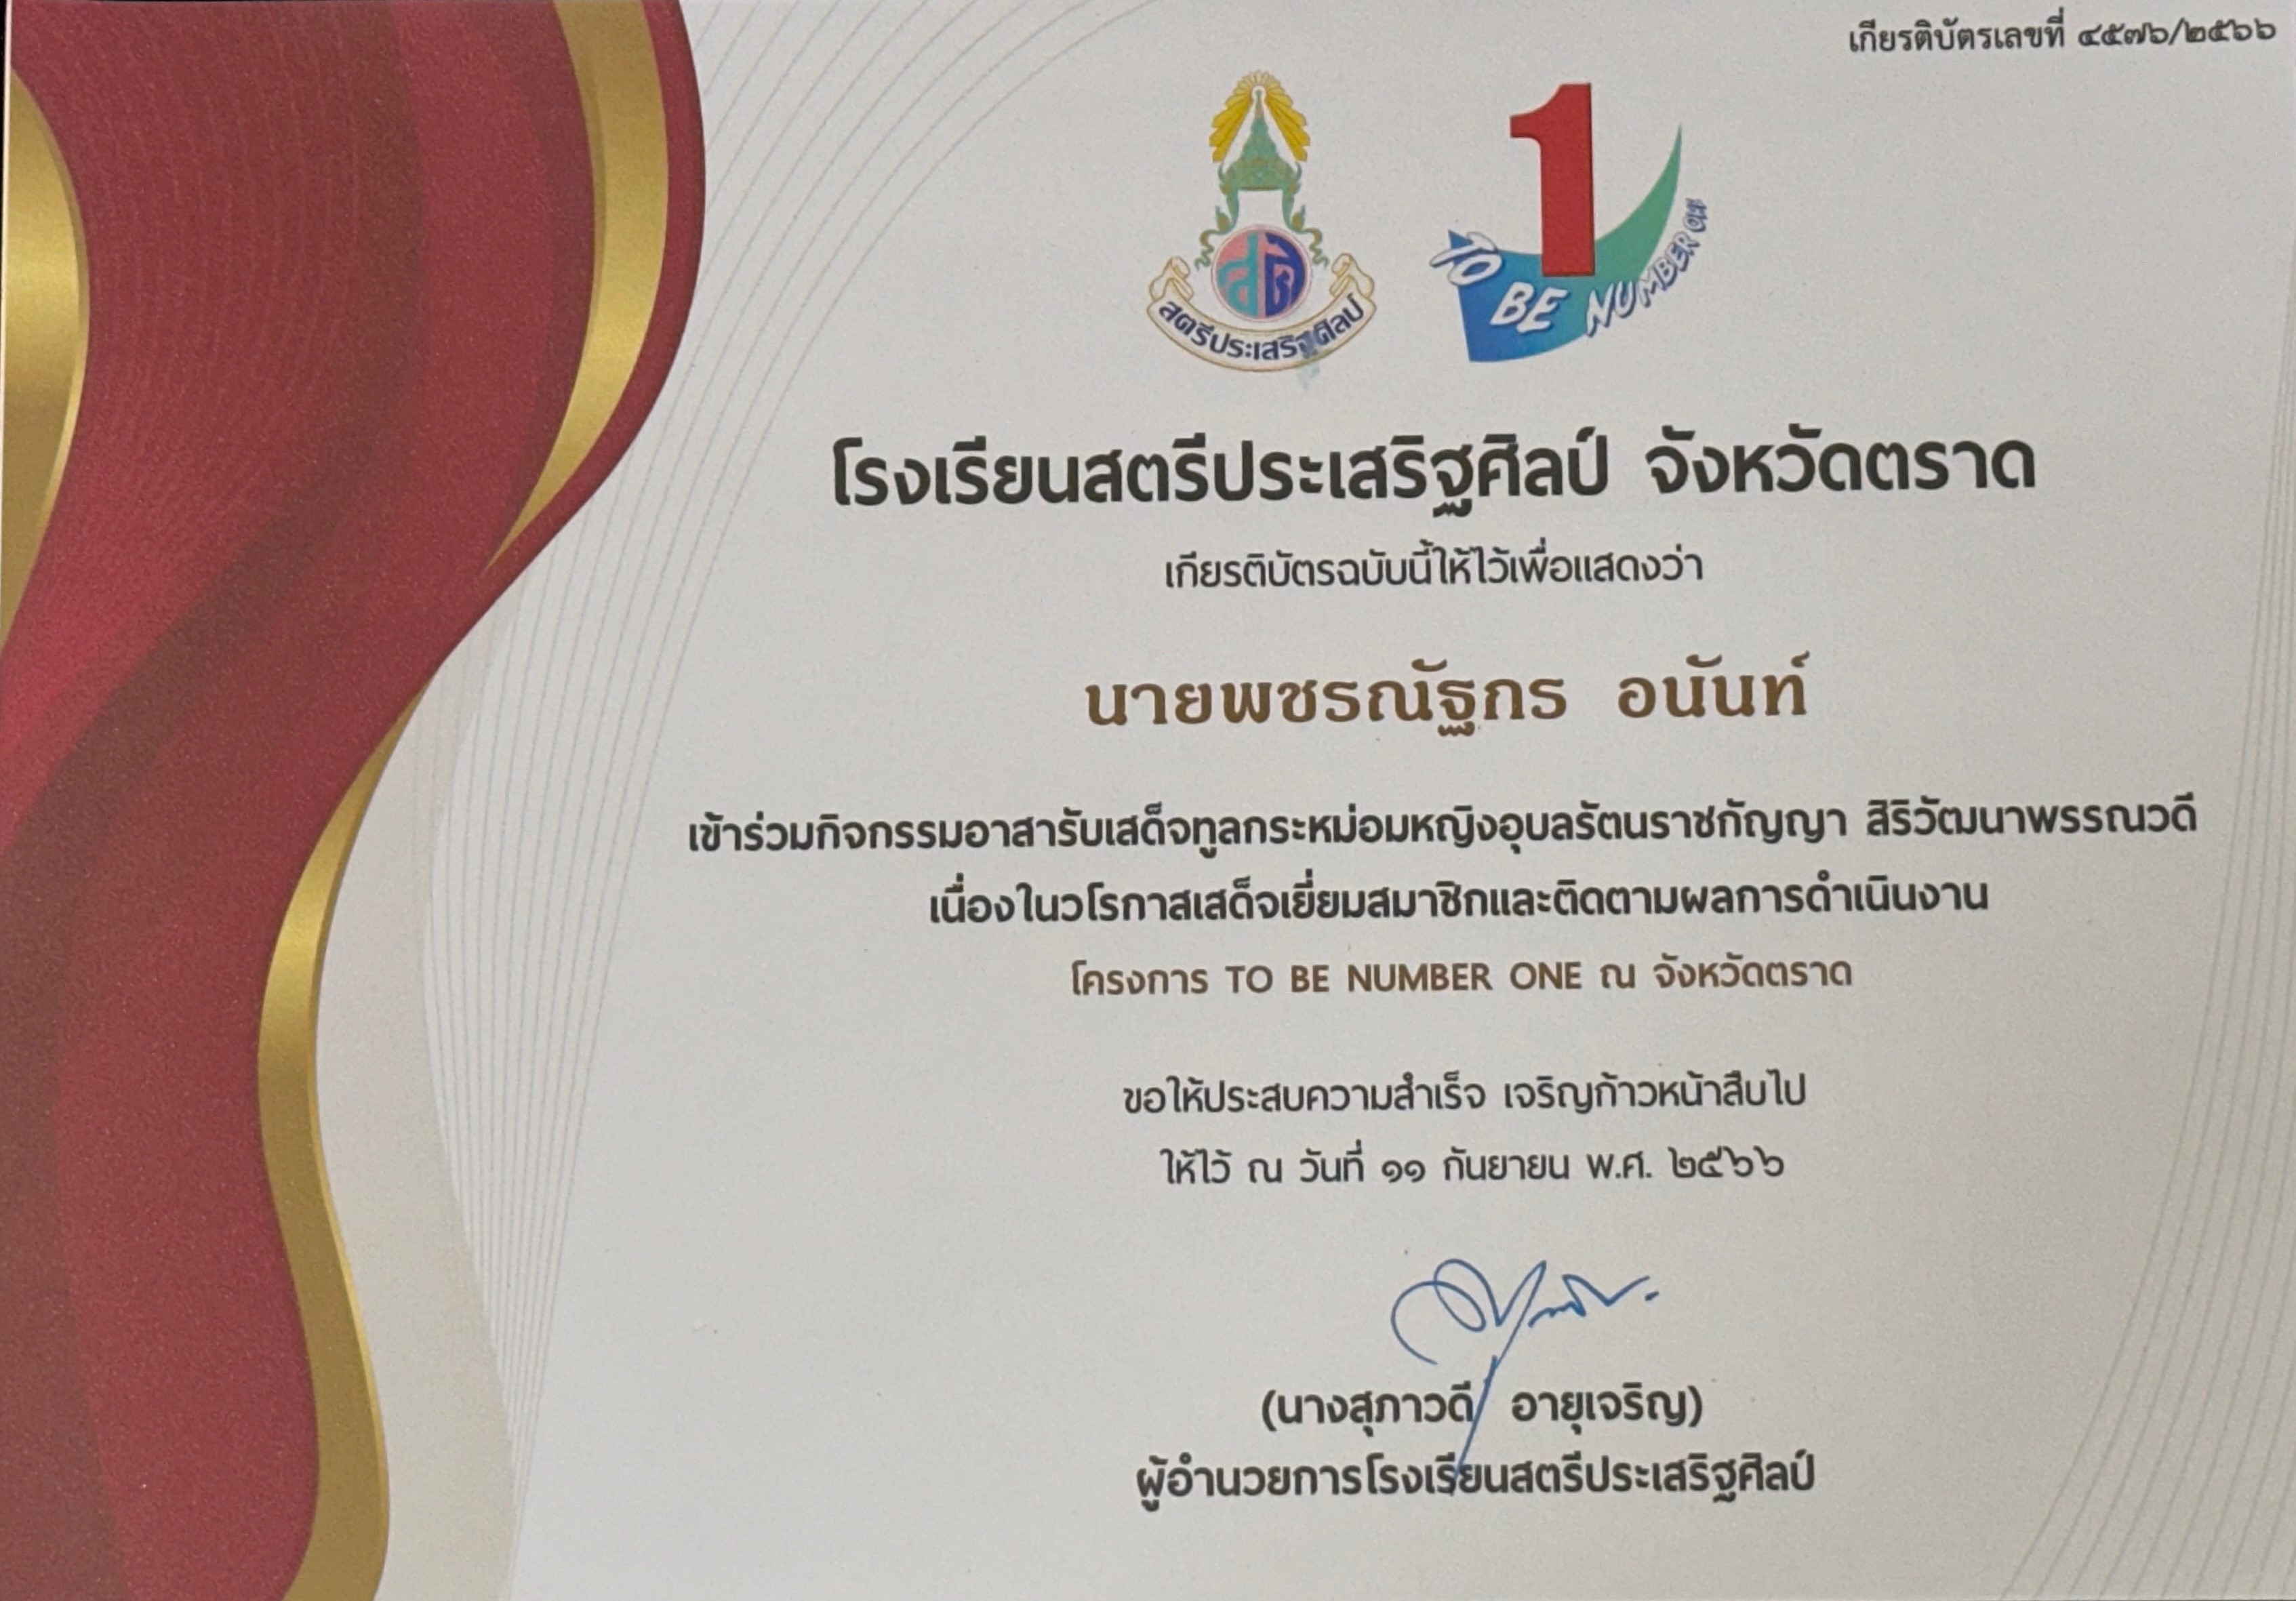 เกียรติบัตรเลขที่ ๔๕๗๖/๒๕๖๖
สตรีประเสริฐศิลป์
1
TO BE NUMBER ONE
โรงเรียนสตรีประเสริฐศิลป์ จังหวัดตราด
เกียรติบัตรฉบับนี้ให้ไว้เพื่อแสดงว่า
นายพชรณัฐกร อนันท์
เข้าร่วมกิจกรรมอาสารับเสด็จทูลกระหม่อมหญิงอุบลรัตนราชกัญญา สิริวัฒนาพรรณวดี
เนื่องในวโรกาสเสด็จเยี่ยมสมาชิกและติดตามผลการดำเนินงาน
โครงการ TO BE NUMBER ONE ณ จังหวัดตราด
ขอให้ประสบความสำเร็จ เจริญก้าวหน้าสืบไป
ให้ไว้ ณ วันที่ ๑๑ กันยายน พ.ศ. ๒๕๖๖
(นางสุภาวดี อายุเจริญ)
ผู้อำนวยการโรงเรียนสตรีประเสริฐศิลป์